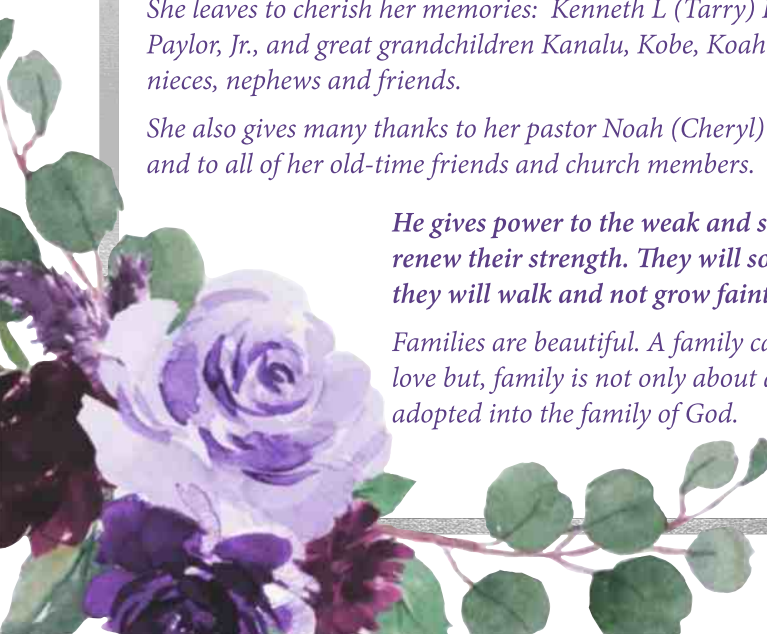 She leaves to cherish her memories: Kenneth L (Tarry)
Paylor, Jr., and great grandchildren Kanalu, Kobe, Koah
nieces, nephews and friends.
She also gives many thanks to her pastor Noah (Cheryl)
and to all of her old-time friends and church members.
He gives power to the weak and s
renew their strength. They will so
they will walk and not grow faint
Families are beautiful. A family ca
love but, family is not only about
adopted into the family of God.